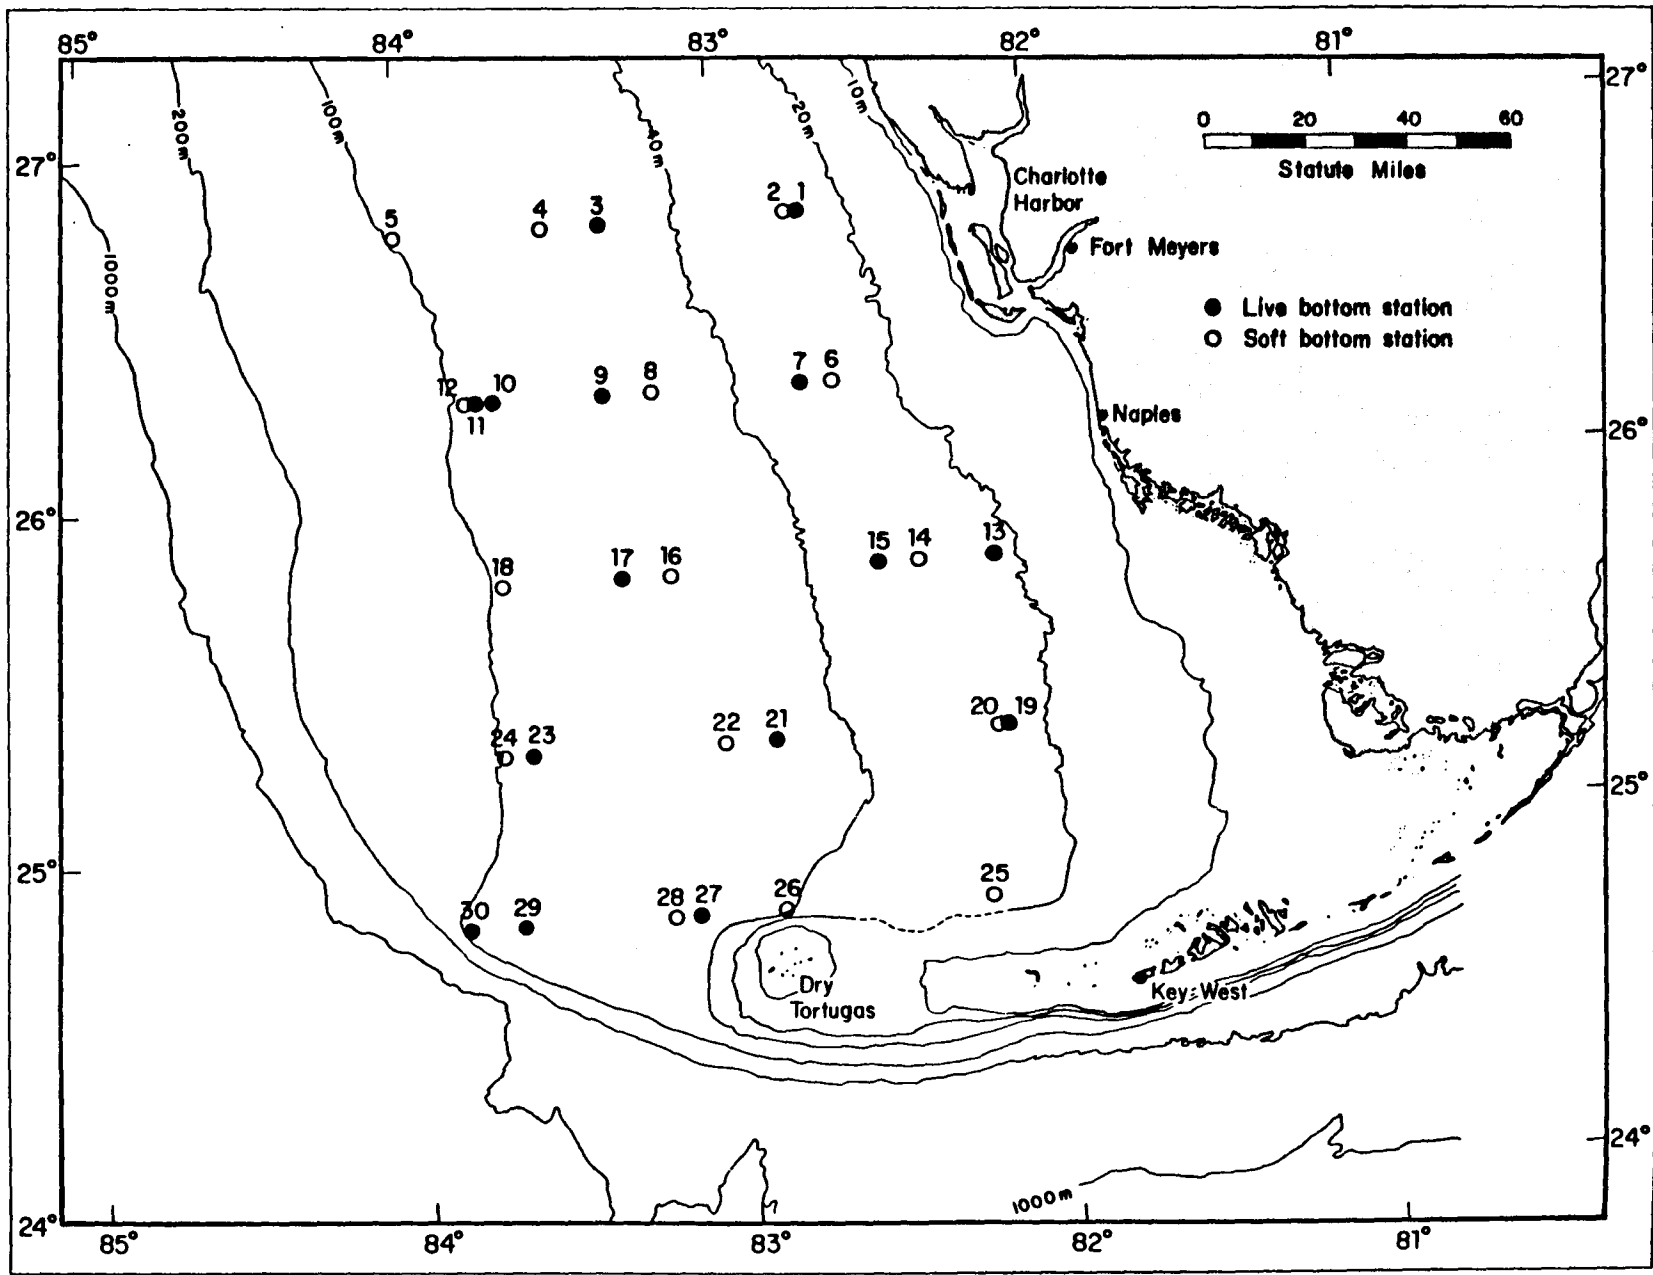 85° 84° 83° 82° 81°
27°
200m
100m
40m
20m
10m
0 20 40 60
Statute Miles
27°
Charlotte
Harbor
2 1
5 4 3
Fort Meyers
1000m
Live bottom station
Soft bottom station
12 10 9 8 7 6
11
Naples
26°
26°
18 17 16 15 14 13
24 23 22 21 20 19
25°
25°
30 29 28 27 26 25
Dry
Tortugas
Key West
24°
1000m
24°
85° 84° 83° 82° 81°